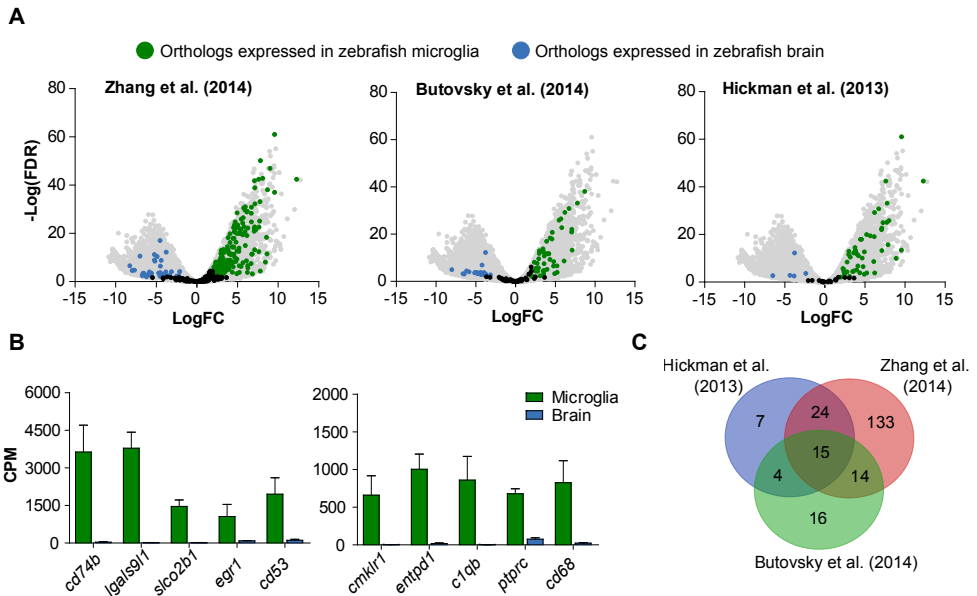 A
Orthologs expressed in zebrafish microglia
Orthologs expressed in zebrafish brain
Zhang et al. (2014)
Butovsky et al. (2014)
Hickman et al. (2013)
-Log(FDR)
80
60
40
20
0
-15 -10 -5 0 5 10 15
LogFC
80
60
40
20
0
-15 -10 -5 0 5 10 15
LogFC
80
60
40
20
0
-15 -10 -5 0 5 10 15
LogFC
B
CPM
6000
4500
3000
1500
0
cd74b
lgals9l1
slco2b1
egr1
cd53
2000
1500
1000
500
0
Microglia
Brain
cmklr1
entpd1
c1qb
ptprc
cd68
C
Hickman et al.
(2013)
Zhang et al.
(2014)
7
24
133
15
4
14
16
Butovsky et al. (2014)